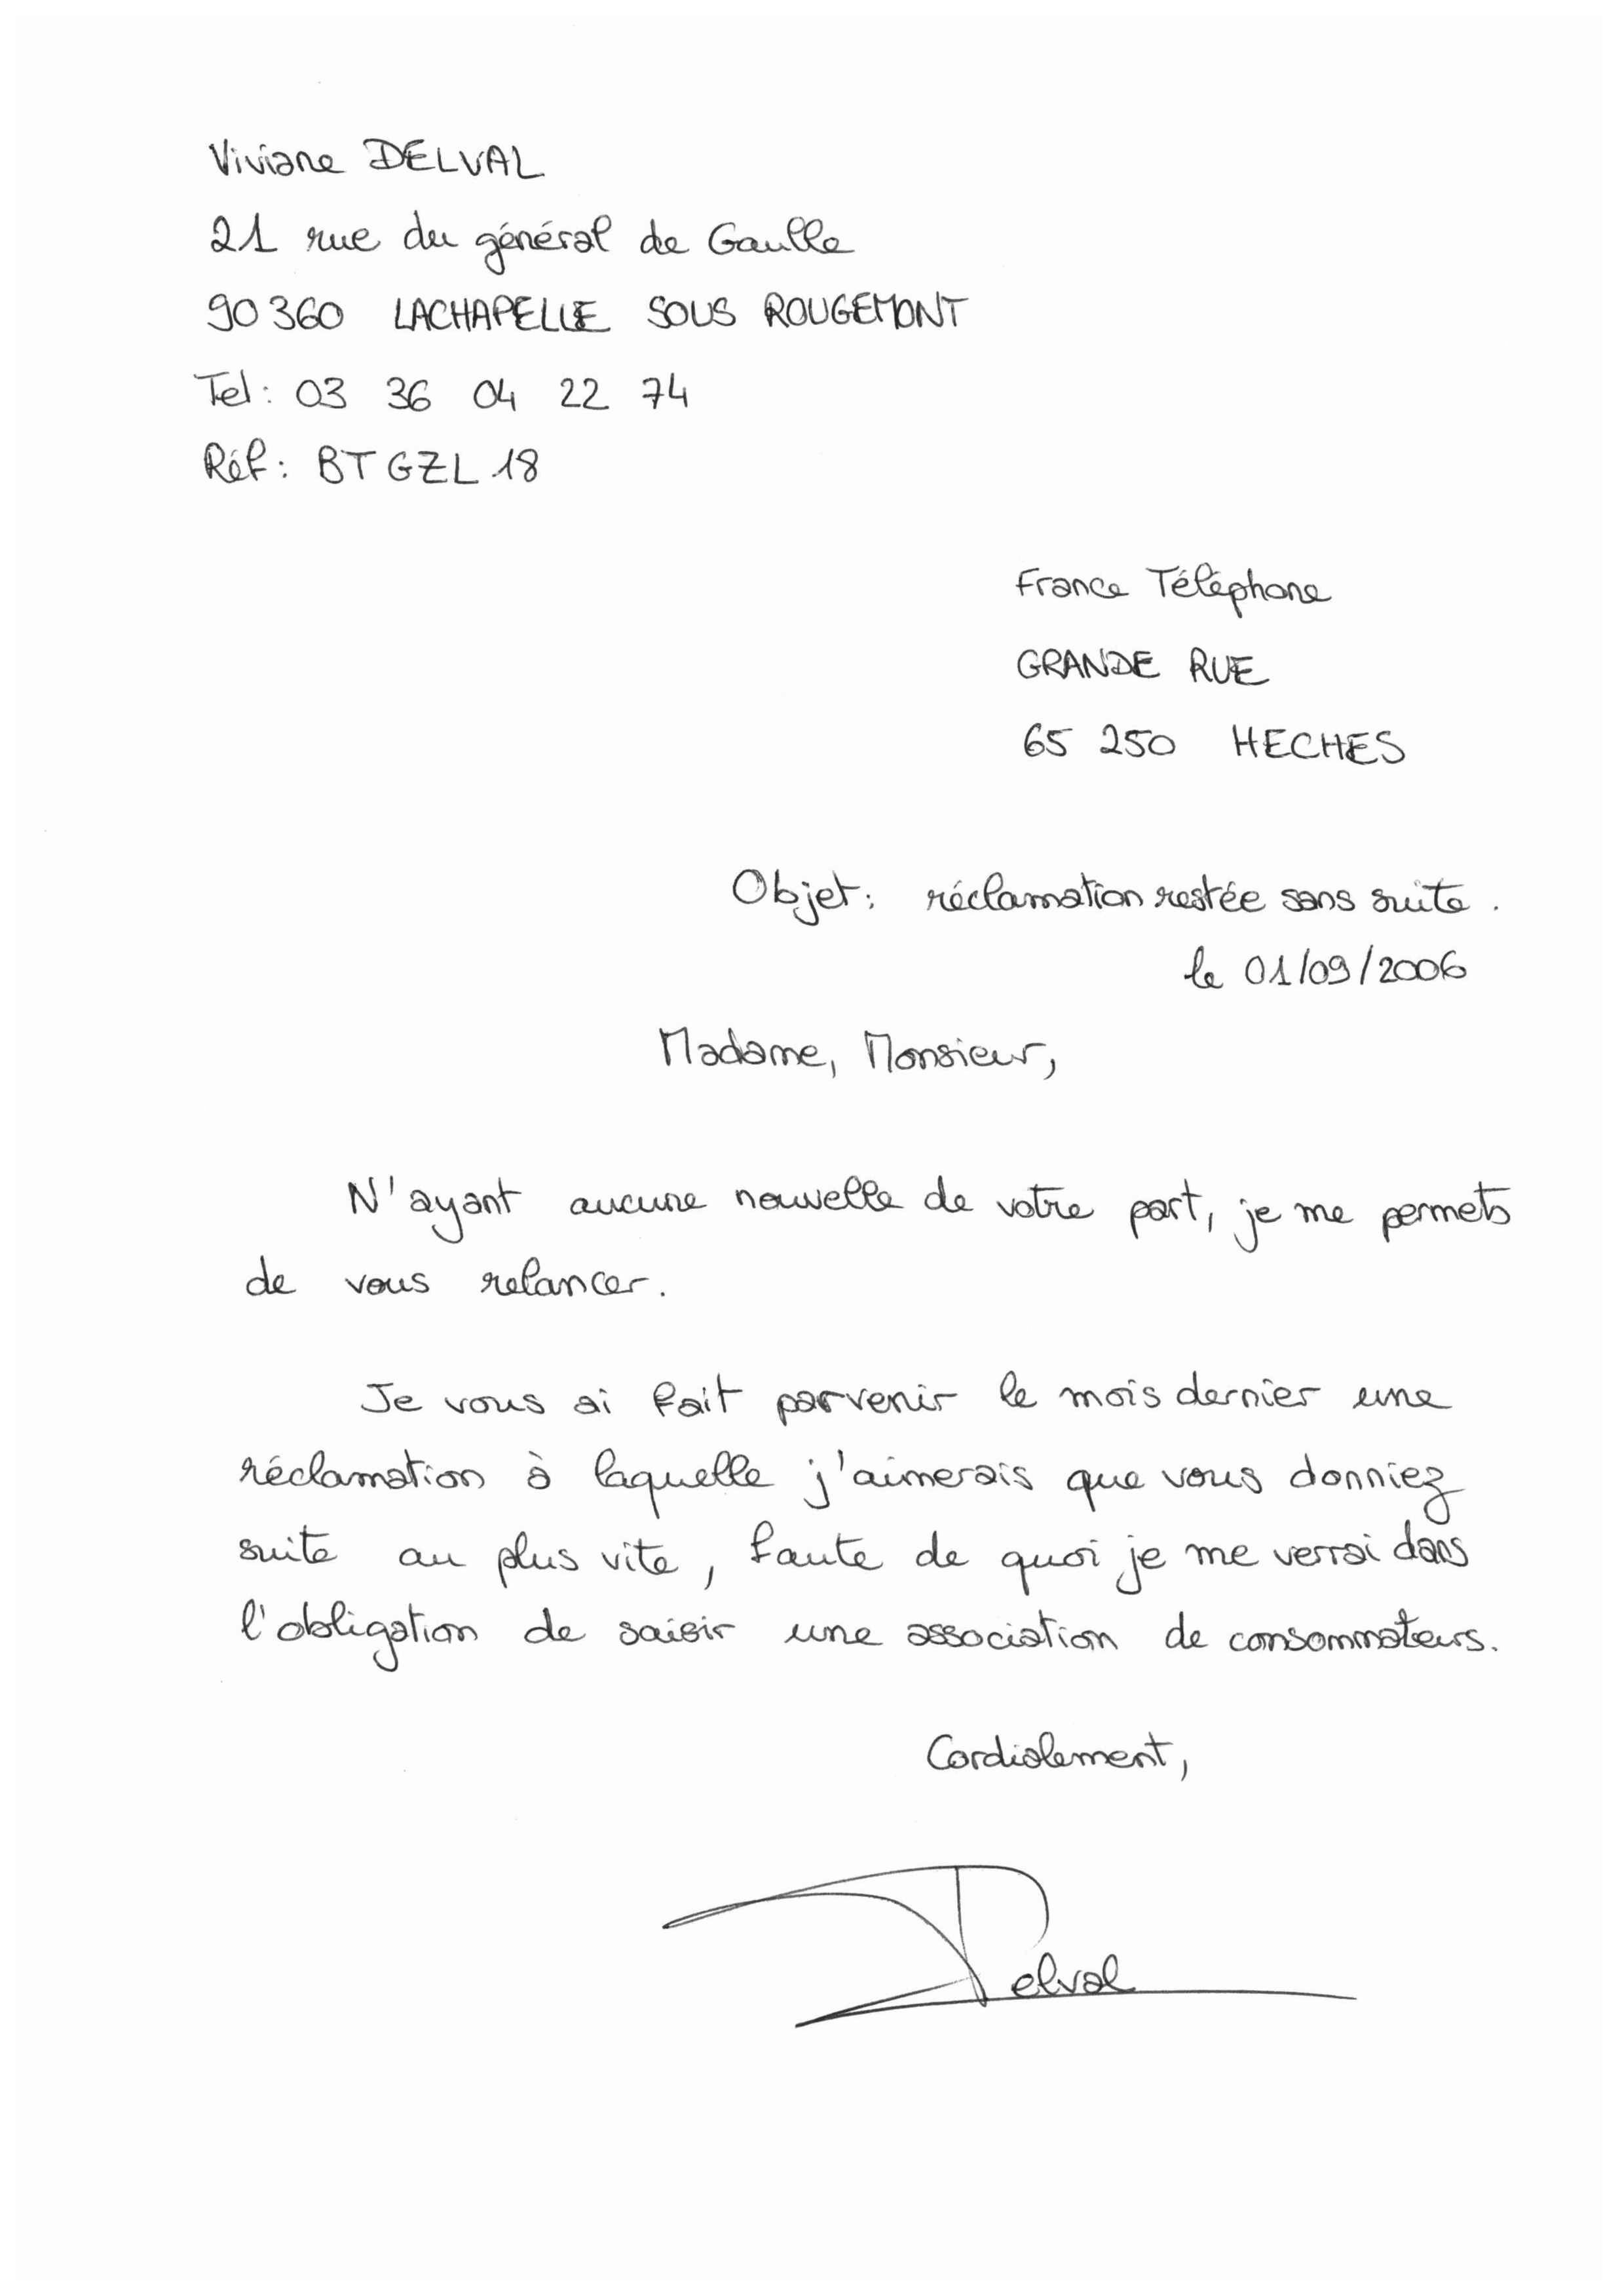 Viviane DELVAL
21 rue du général de Gaulle
90360 LACHAPELLE SOUS ROUGEMONT
Tel: 03 36 04 22 74
Réf: BTGZL18
France Téléphone
GRANDE RUE
65 250 HECHES
Objet: réclamation restée sans suite.
le 01/09/2006
Madame, Monsieur,
N'ayant aucune nouvelle de votre part, je me permets
de vous relancer.
Je vous ai fait parvenir le mois dernier une
réclamation à laquelle j'aimerais que vous donniez
suite au plus vite, faute de quoi je me verrai dans
l'obligation de saisir une association de consommateurs.
Cordialement,
Delval